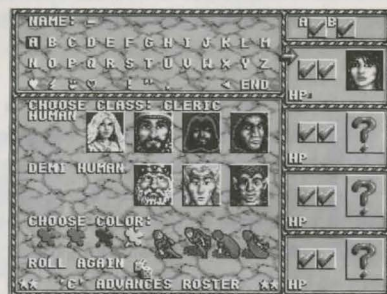 NAME: _
A B C D E F G H I J K L M
N O P Q R S T U V W X Y Z
◄ END
CHOOSE CLASS: CLERIC
HUMAN
DEMI HUMAN
CHOOSE COLOR:
ROLL AGAIN
★★ 'C' ADVANCES ROSTER ★★
A B
HP:
HP
HP
HP